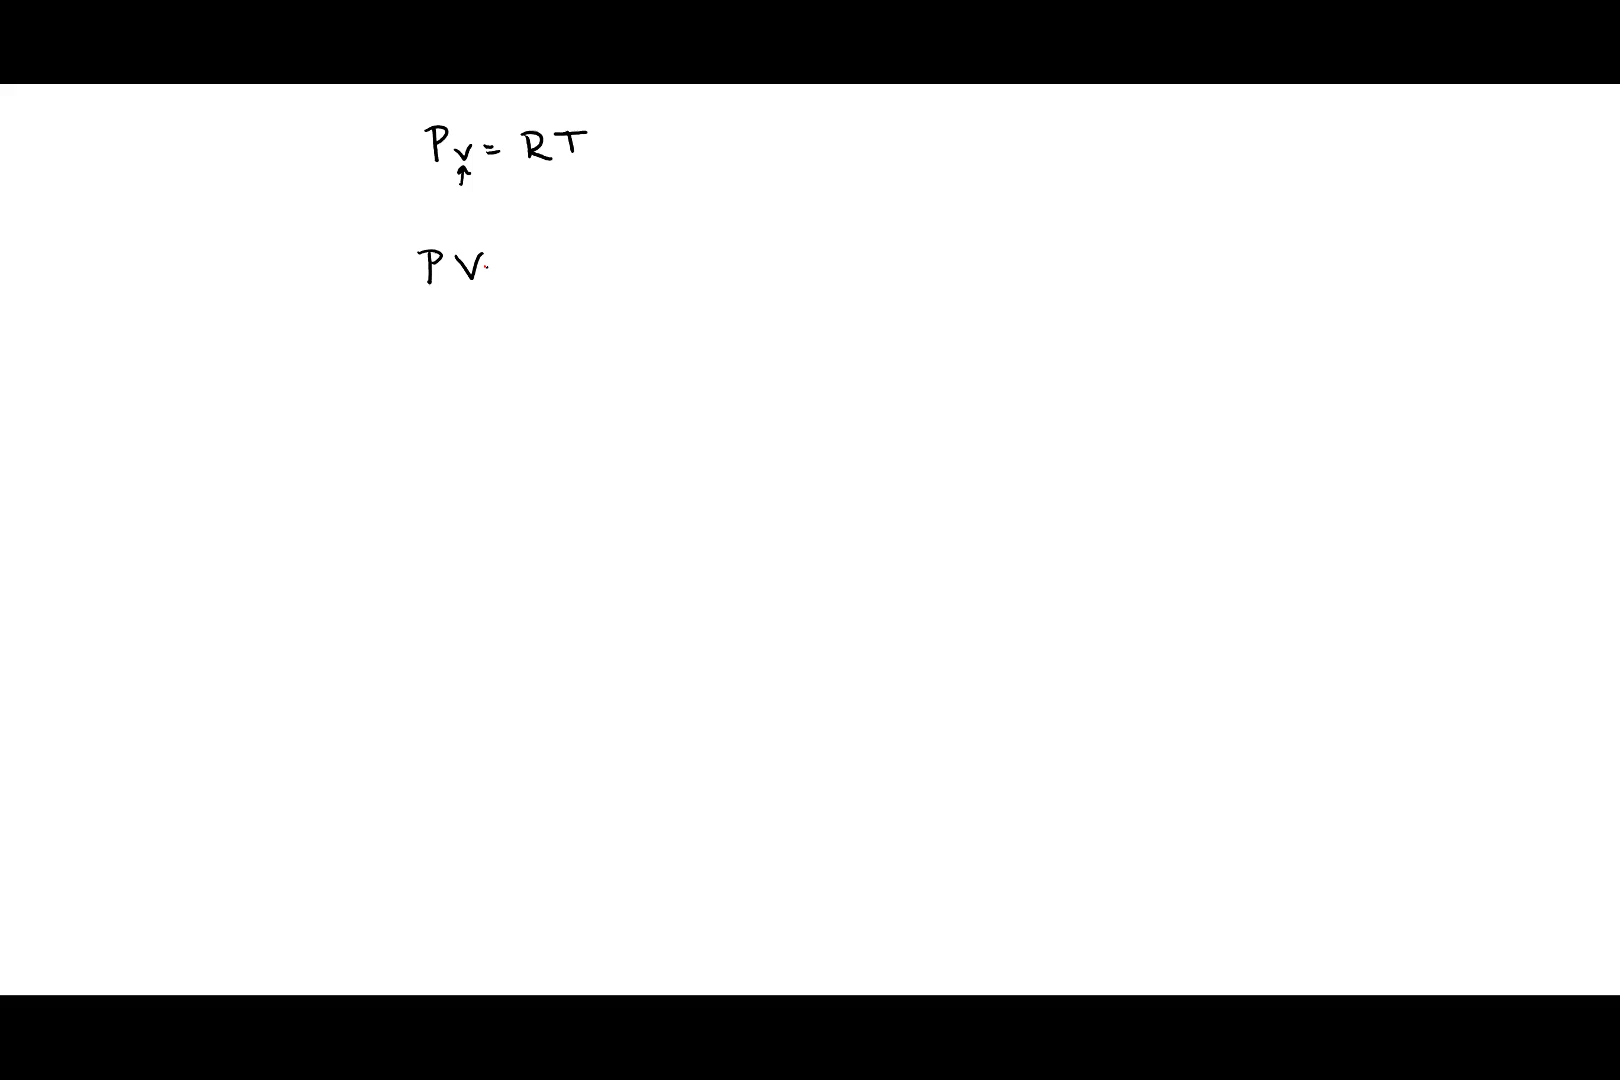 Pv = RT
↑
PV